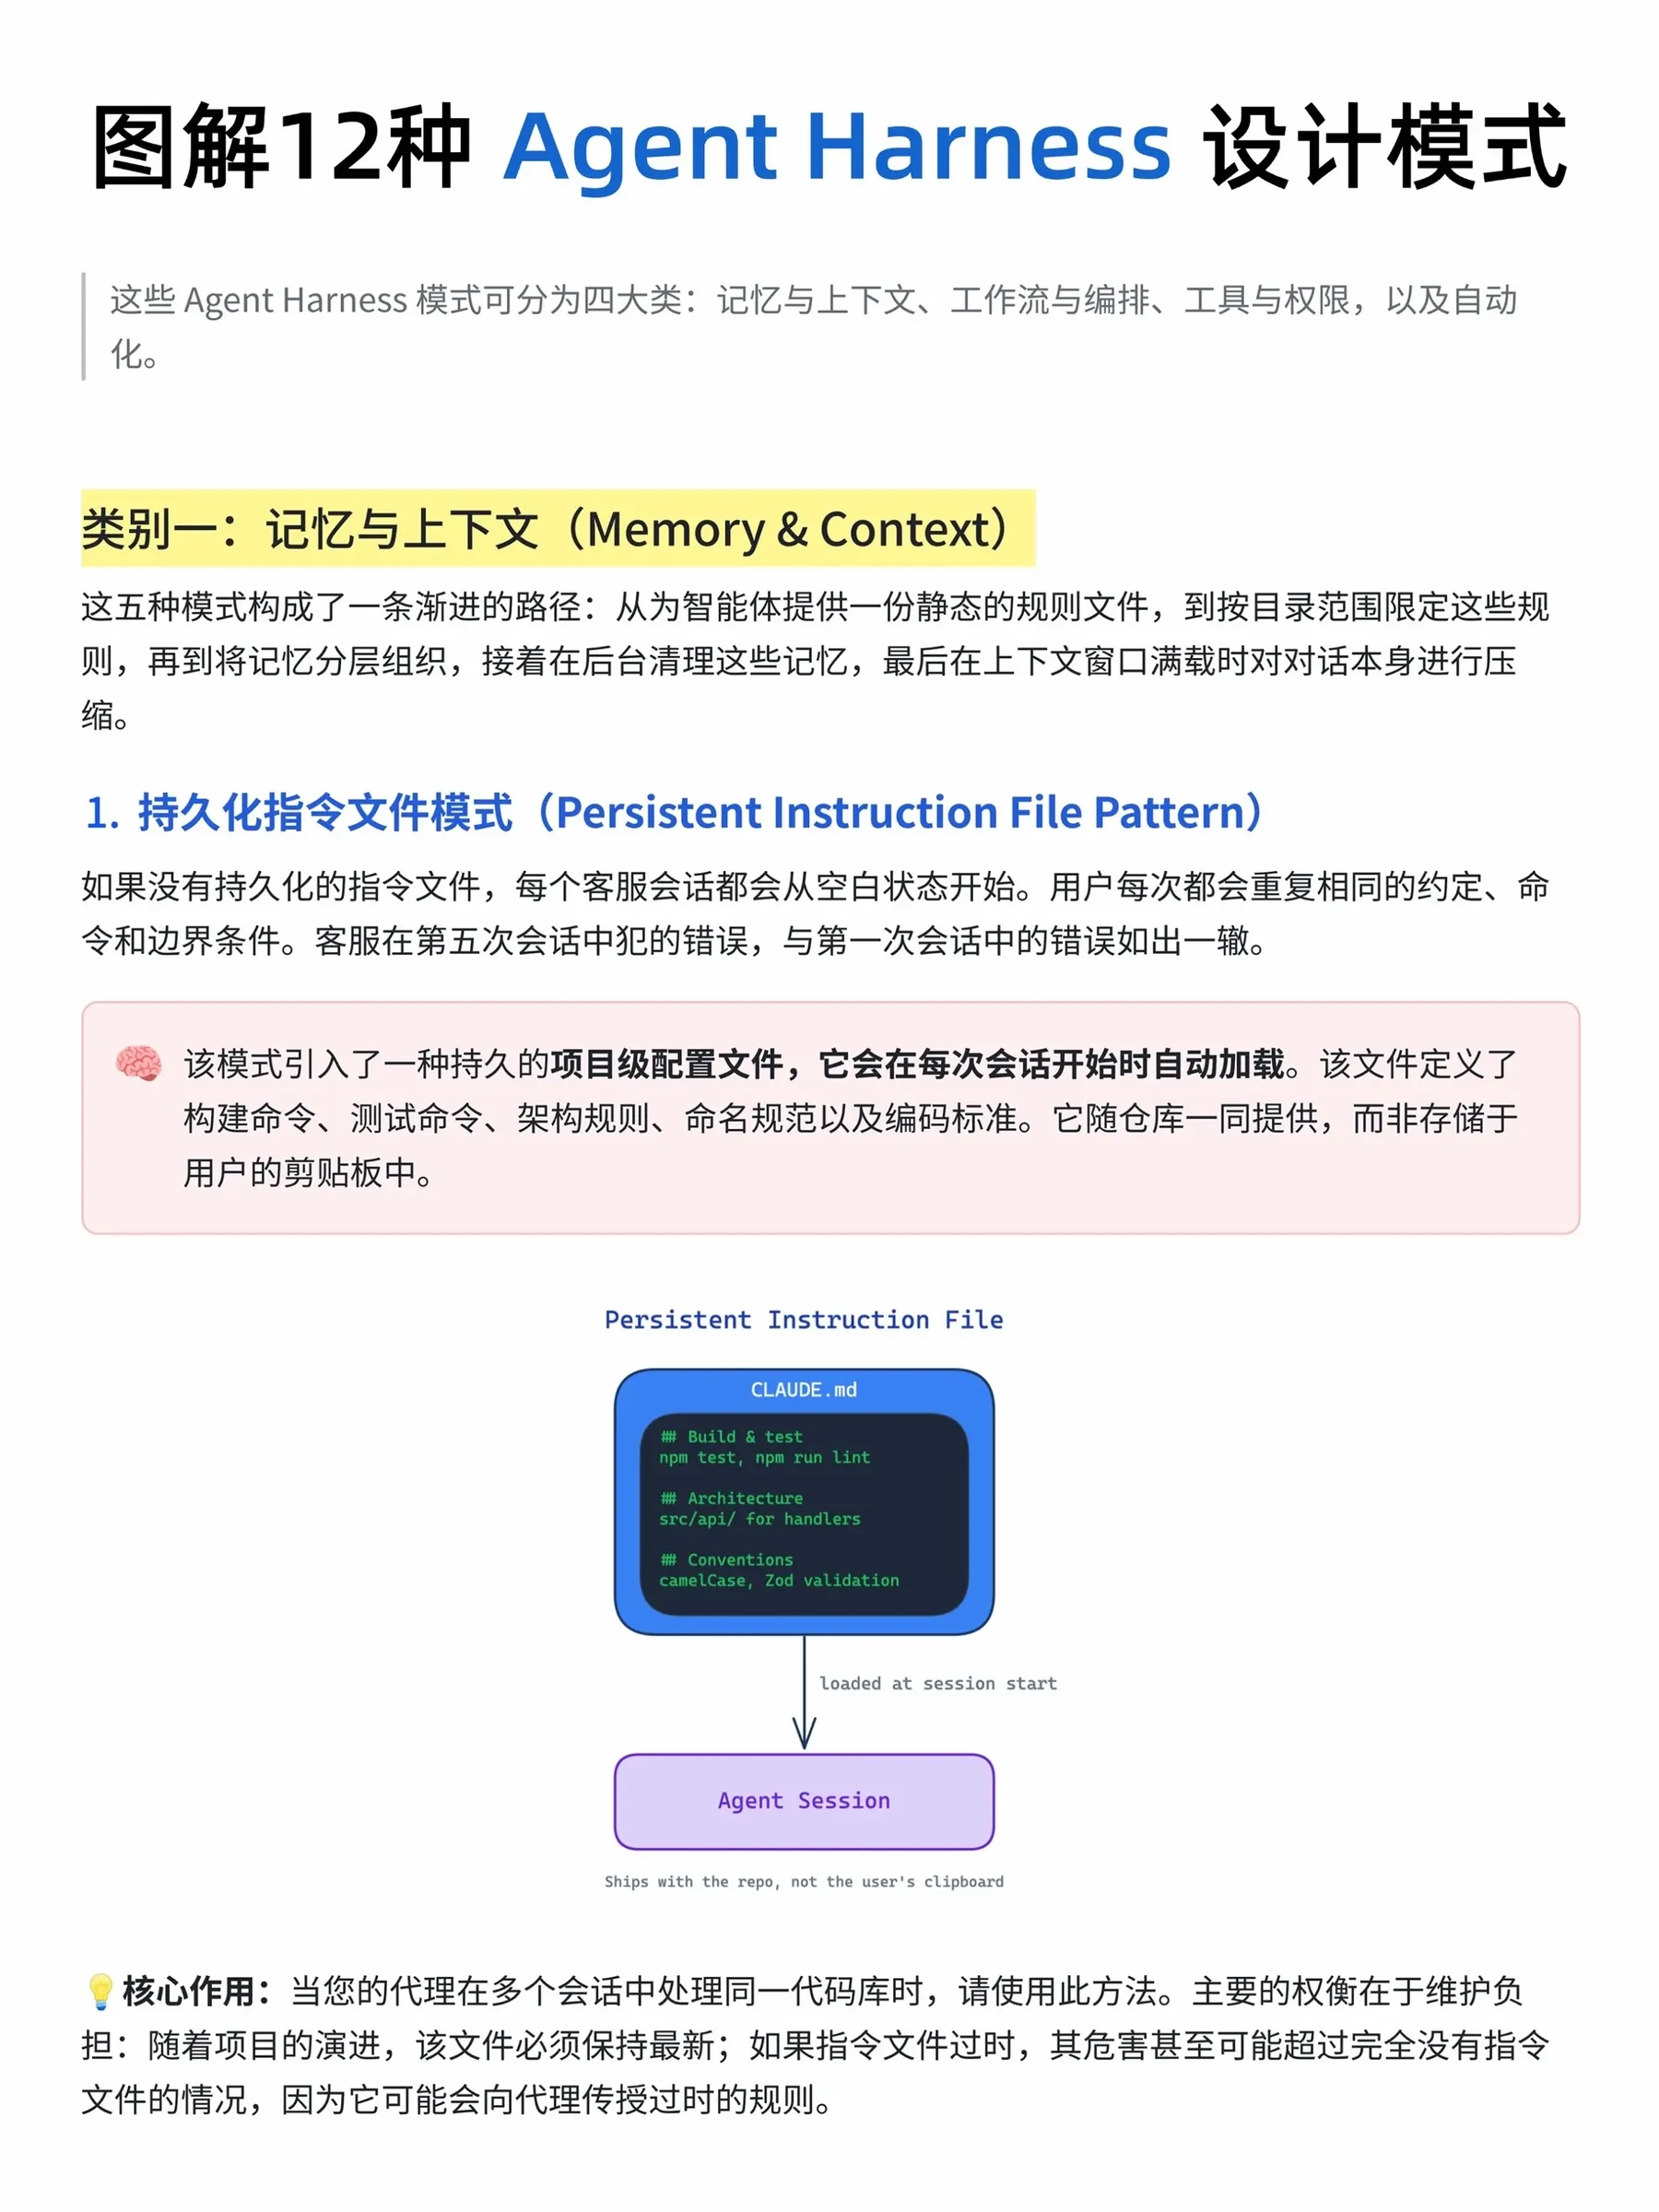 图解12种 Agent Harness 设计模式
这些 Agent Harness 模式可分为四大类：记忆与上下文、工作流与编排、工具与权限，以及自动
化。
类别一：记忆与上下文（Memory & Context）
这五种模式构成了一条渐进的路径：从为智能体提供一份静态的规则文件，到按目录范围限定这些规
则，再到将记忆分层组织，接着在后台清理这些记忆，最后在上下文窗口满载时对对话本身进行压
缩。
1. 持久化指令文件模式（Persistent Instruction File Pattern）
如果没有持久化的指令文件，每个客服会话都会从空白状态开始。用户每次都会重复相同的约定、命
令和边界条件。客服在第五次会话中犯的错误，与第一次会话中的错误如出一辙。
🧠 该模式引入了一种持久的项目级配置文件，它会在每次会话开始时自动加载。该文件定义了
构建命令、测试命令、架构规则、命名规范以及编码标准。它随仓库一同提供，而非存储于
用户的剪贴板中。
Persistent Instruction File
CLAUDE.md
## Build & test
npm test, npm run lint
## Architecture
src/api/ for handlers
## Conventions
camelCase, Zod validation
loaded at session start
Agent Session
Ships with the repo, not the user's clipboard
💡核心作用：当您的代理在多个会话中处理同一代码库时，请使用此方法。主要的权衡在于维护负
担：随着项目的演进，该文件必须保持最新；如果指令文件过时，其危害甚至可能超过完全没有指令
文件的情况，因为它可能会向代理传授过时的规则。